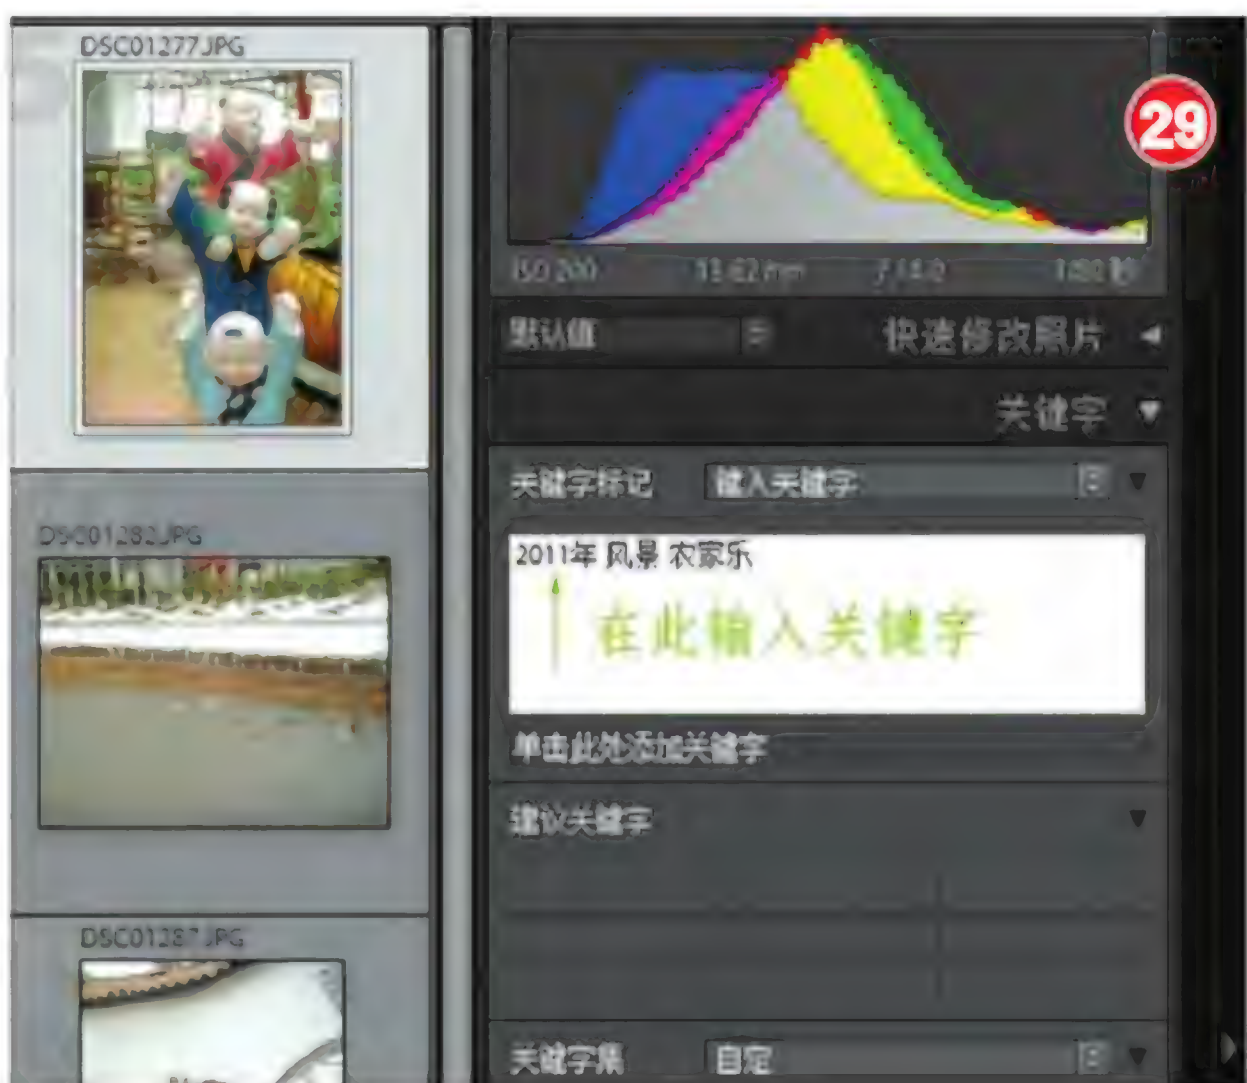 DSC01277.JPG
DSC01282.JPG
DSC01287.JPG
29
ISO 200
默认值
快速修改照片
关键字
关键字标记 键入关键字
2011年 风景 农家乐
在此输入关键字
单击此处添加关键字
建议关键字
关键字集 自定